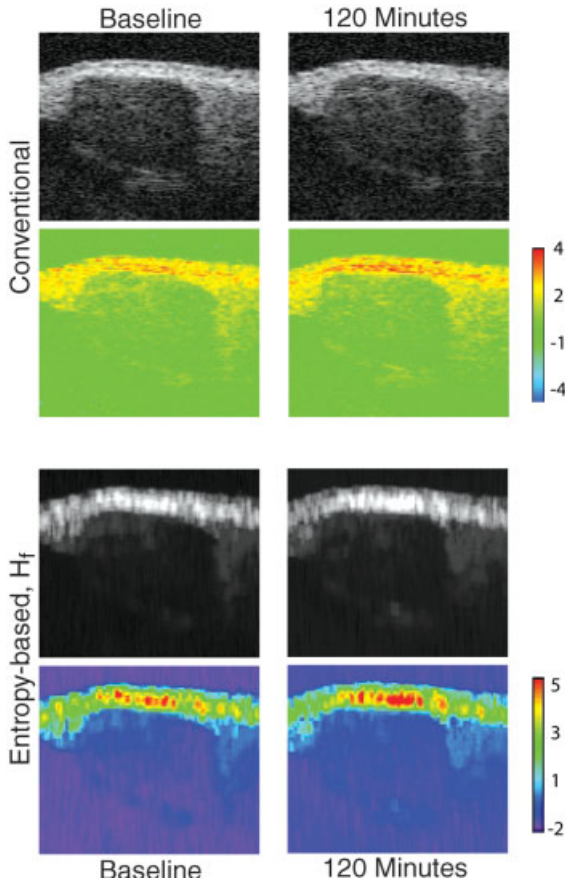 Baseline 120 Minutes
Conventional
4
2
-1
-4
Entropy-based, Hf
5
3
1
-2
Baseline 120 Minutes